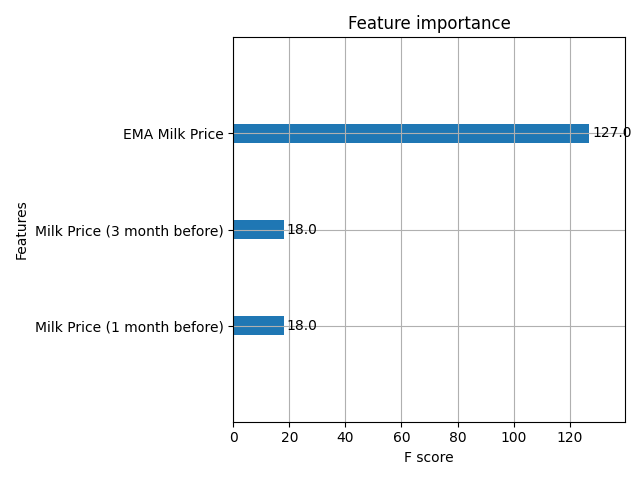 Feature importance
EMA Milk Price
127.0
Features
Milk Price (3 month before)
18.0
Milk Price (1 month before)
18.0
0 20 40 60 80 100 120
F score